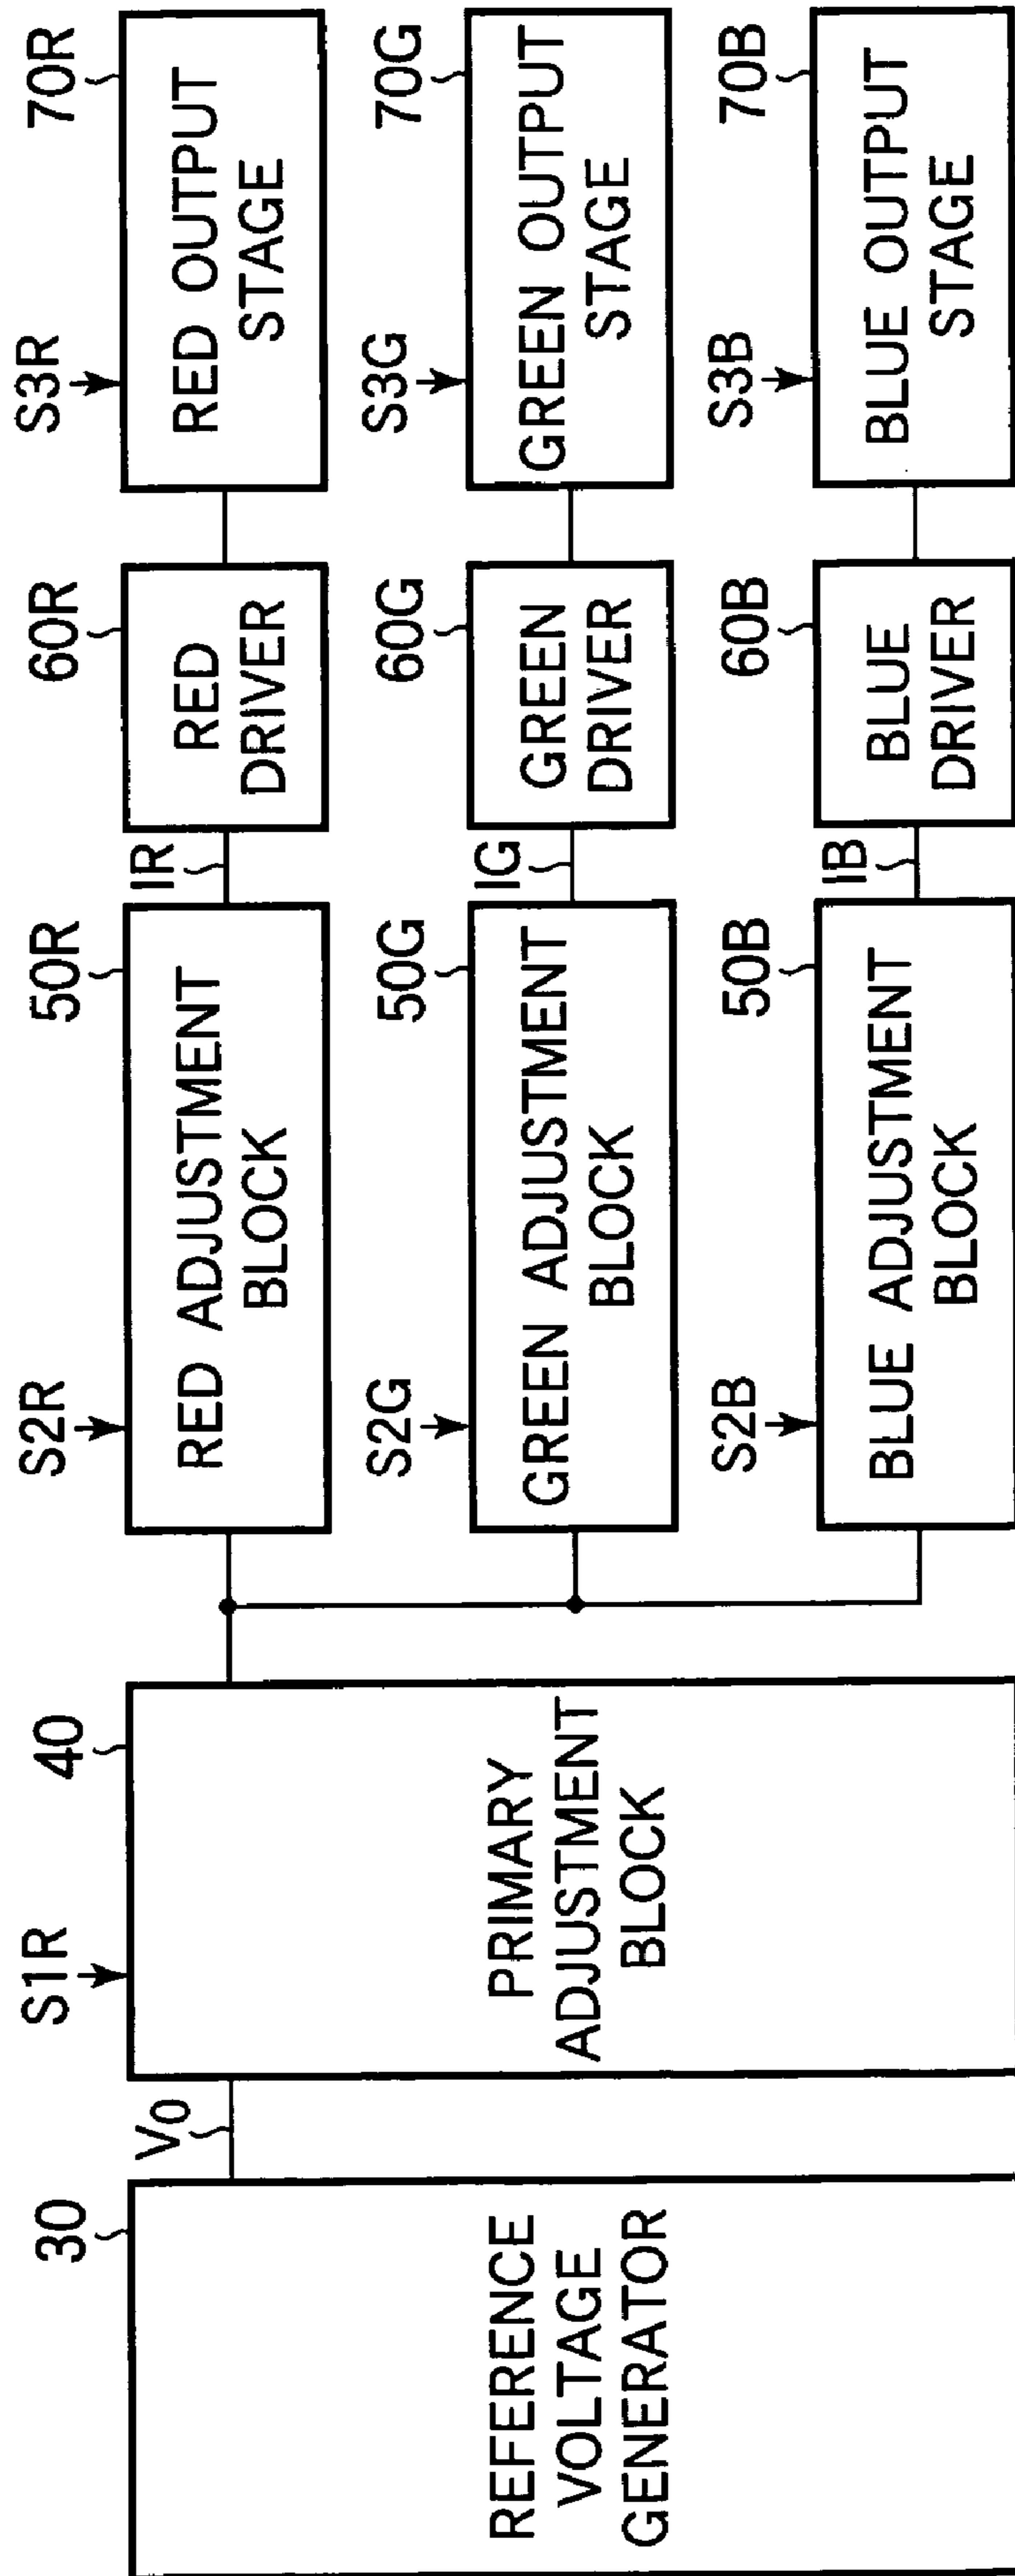 30
REFERENCE
VOLTAGE
GENERATOR
V0
S1R
40
PRIMARY
ADJUSTMENT
BLOCK
S2R
50R
RED ADJUSTMENT
BLOCK
IR
60R
RED
DRIVER
S3R
70R
RED OUTPUT
STAGE
S2G
50G
GREEN ADJUSTMENT
BLOCK
IG
60G
GREEN
DRIVER
S3G
70G
GREEN OUTPUT
STAGE
S2B
50B
BLUE ADJUSTMENT
BLOCK
IB
60B
BLUE
DRIVER
S3B
70B
BLUE OUTPUT
STAGE